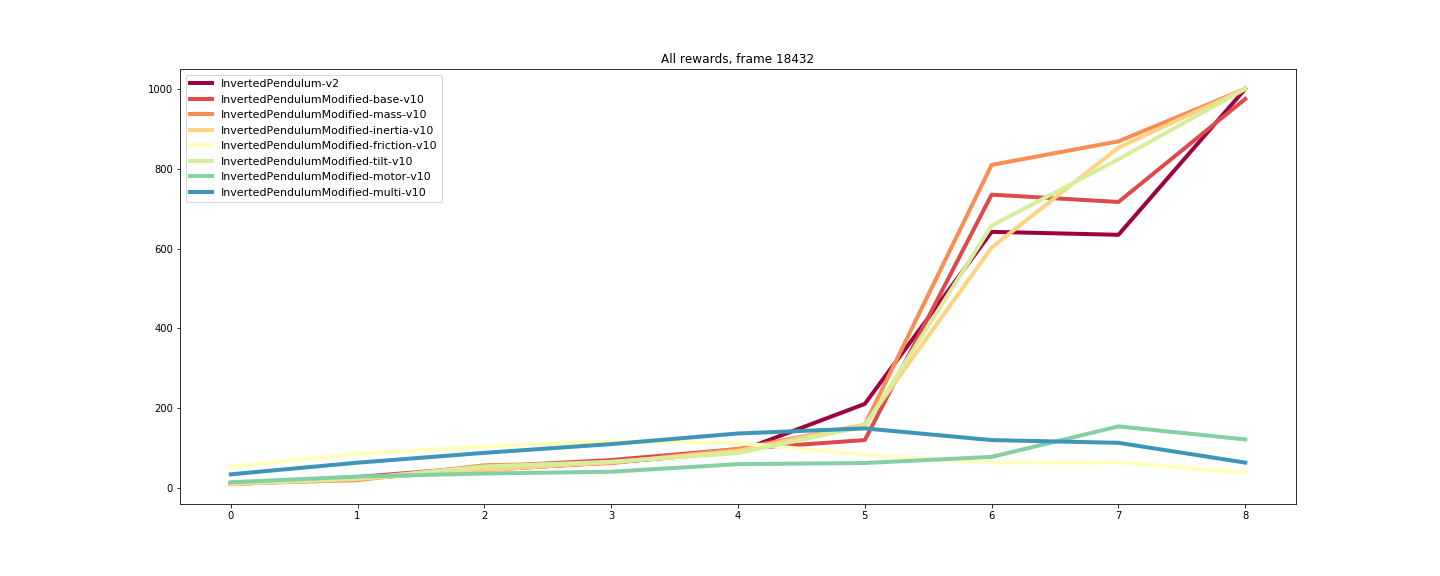 All rewards, frame 18432
InvertedPendulum-v2
InvertedPendulumModified-base-v10
InvertedPendulumModified-mass-v10
InvertedPendulumModified-inertia-v10
InvertedPendulumModified-friction-v10
InvertedPendulumModified-tilt-v10
InvertedPendulumModified-motor-v10
InvertedPendulumModified-multi-v10
1000
800
600
400
200
0
0 1 2 3 4 5 6 7 8